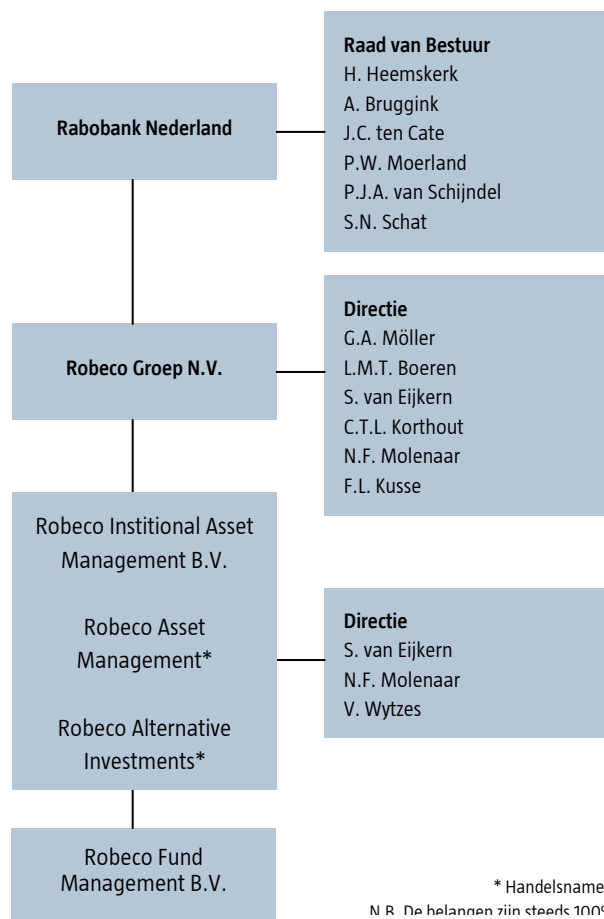 Raad van Bestuur
H. Heemskerk
A. Bruggink
J.C. ten Cate
P.W. Moerland
P.J.A. van Schijndel
S.N. Schat
Rabobank Nederland
Directie
G.A. Möller
L.M.T. Boeren
S. van Eijkern
C.T.L. Korthout
N.F. Molenaar
F.L. Kusse
Robeco Groep N.V.
Robeco Institional Asset
Management B.V.
Robeco Asset
Management*
Robeco Alternative
Investments*
Directie
S. van Eijkern
N.F. Molenaar
V. Wytzes
Robeco Fund
Management B.V.
* Handelsname
N.B. De belangen zijn steeds 100%